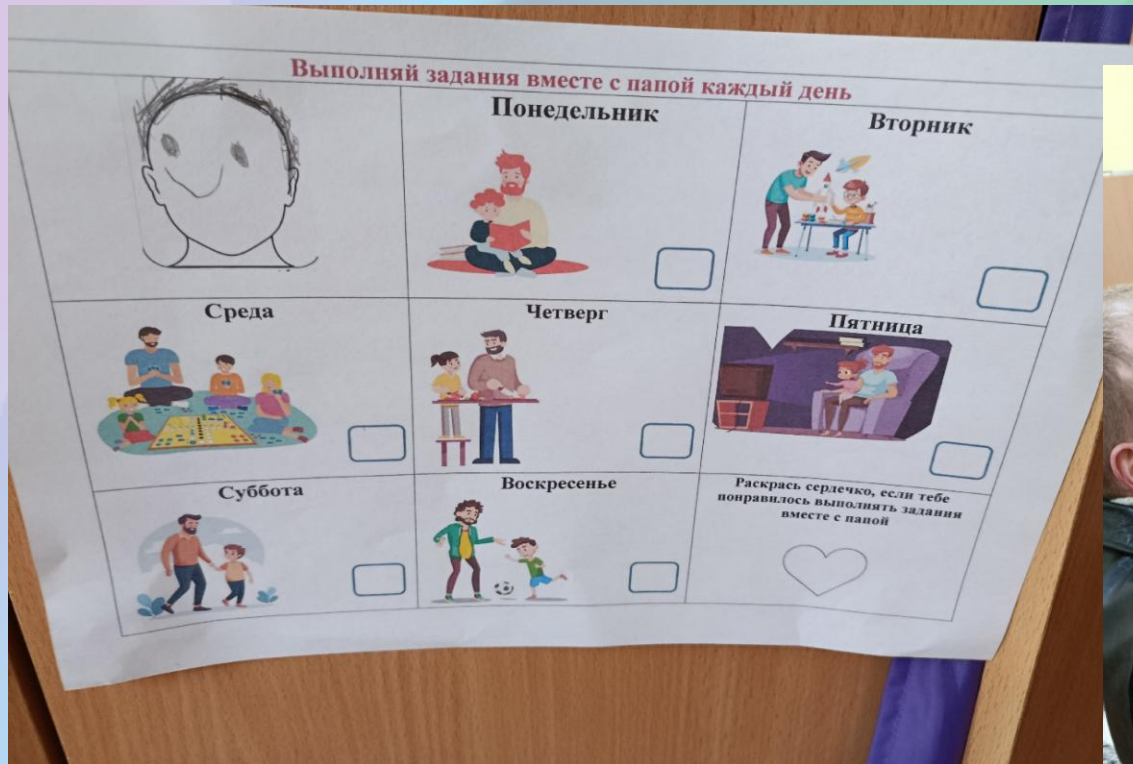 Выполняй задания вместе с папой каждый день
Понедельник
Вторник
Среда
Четверг
Пятница
Суббота
Воскресенье
Раскрась сердечко, если тебе
понравилось выполнять задания
вместе с папой